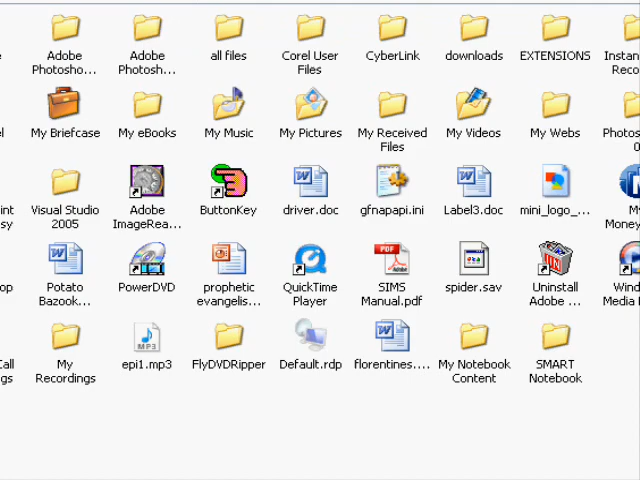 Adobe Photosho...
Adobe Photosh...
all files
Corel User Files
CyberLink
downloads
EXTENSIONS
Instan
Reco
My Briefcase
My eBooks
My Music
My Pictures
My Received Files
My Videos
My Webs
Photos
Visual Studio 2005
Adobe ImageRea...
ButtonKey
driver.doc
gfnapapi.ini
Label3.doc
mini_logo_...
My
Money
Potato Bazook...
PowerDVD
prophetic evangelis...
QuickTime Player
SIMS Manual.pdf
spider.sav
Uninstall Adobe ...
Wind
Media
My Recordings
MP3
epi1.mp3
FlyDVDRipper
Default.rdp
florentines....
My Notebook Content
SMART Notebook